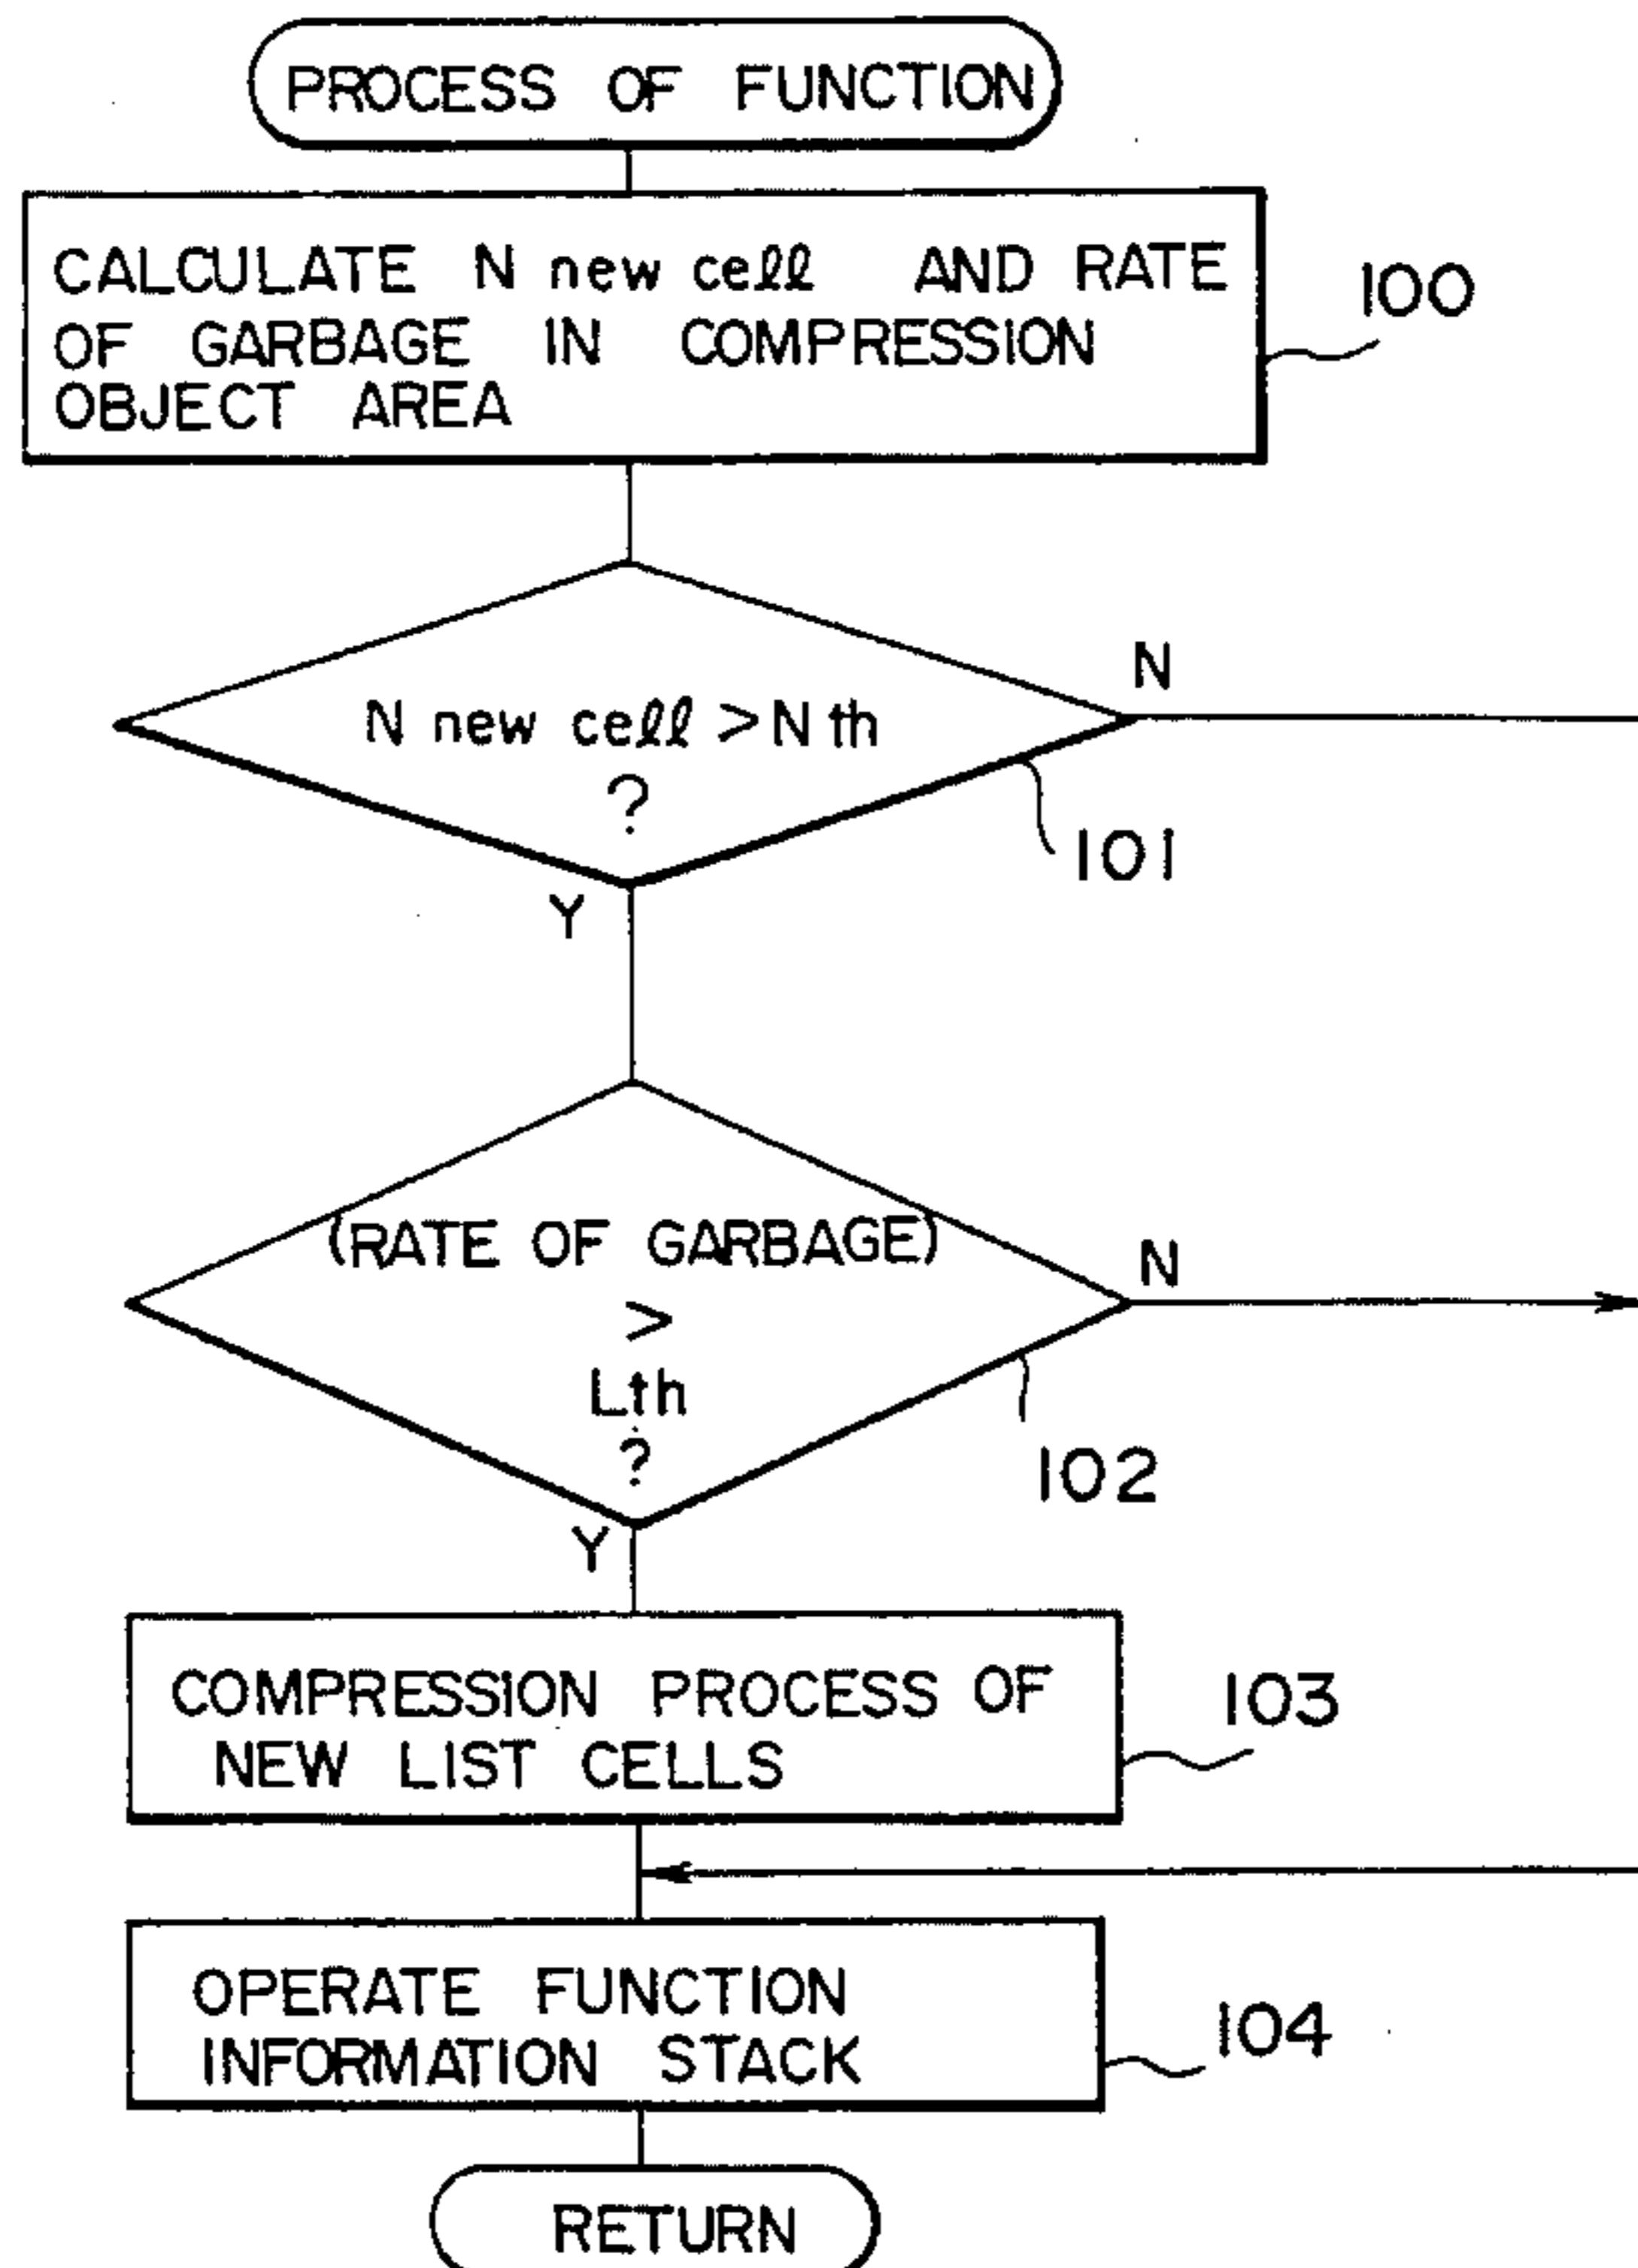 PROCESS OF FUNCTION
CALCULATE N new cell AND RATE
OF GARBAGE IN COMPRESSION
OBJECT AREA
100
N
N new cell > N th
?
101
Y
(RATE OF GARBAGE)
N
>
Lth
?
102
Y
COMPRESSION PROCESS OF
NEW LIST CELLS
103
OPERATE FUNCTION
INFORMATION STACK
104
RETURN